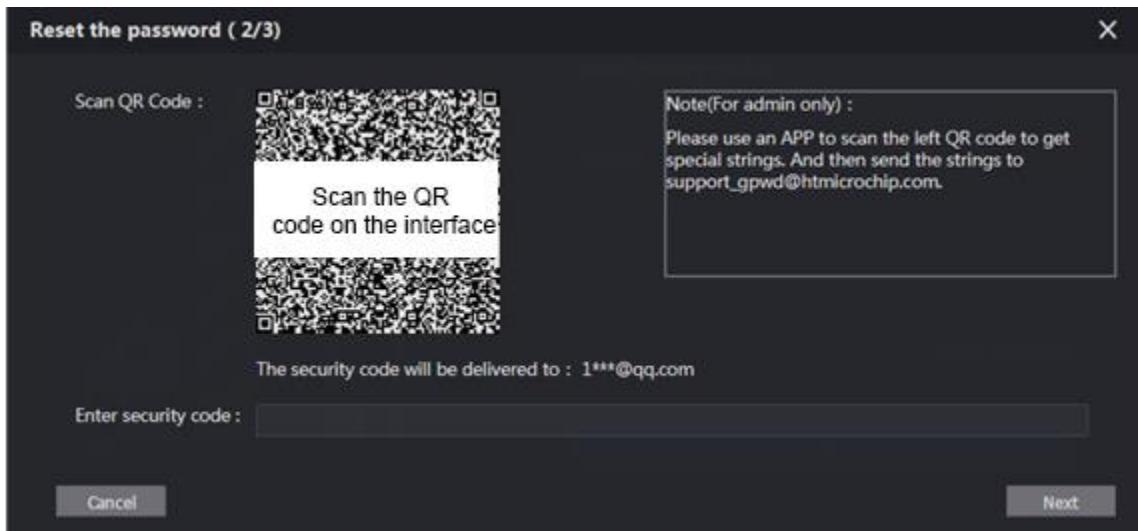 Reset the password ( 2/3)
Scan QR Code :
Scan the QR
code on the interface
Note(For admin only) :
Please use an APP to scan the left QR code to get
special strings. And then send the strings to
support_gpwd@htmicrochip.com.
The security code will be delivered to : 1***@qq.com
Enter security code :
Cancel
Next